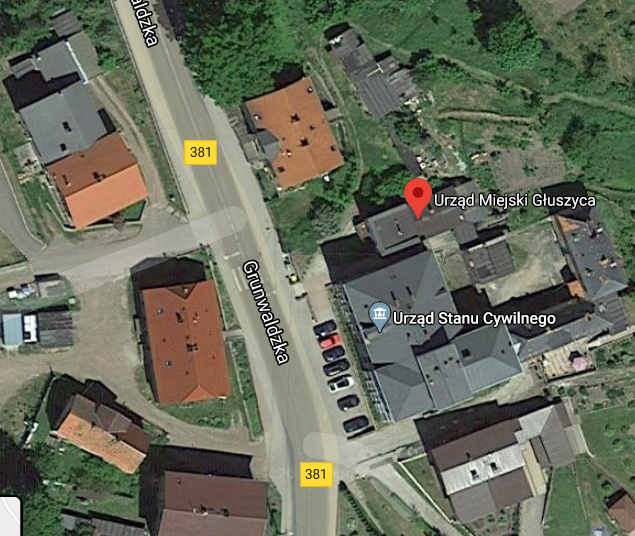 waldzka
381
Urząd Miejski Głuszyca
Grunwaldzka
Urząd Stanu Cywilnego
381